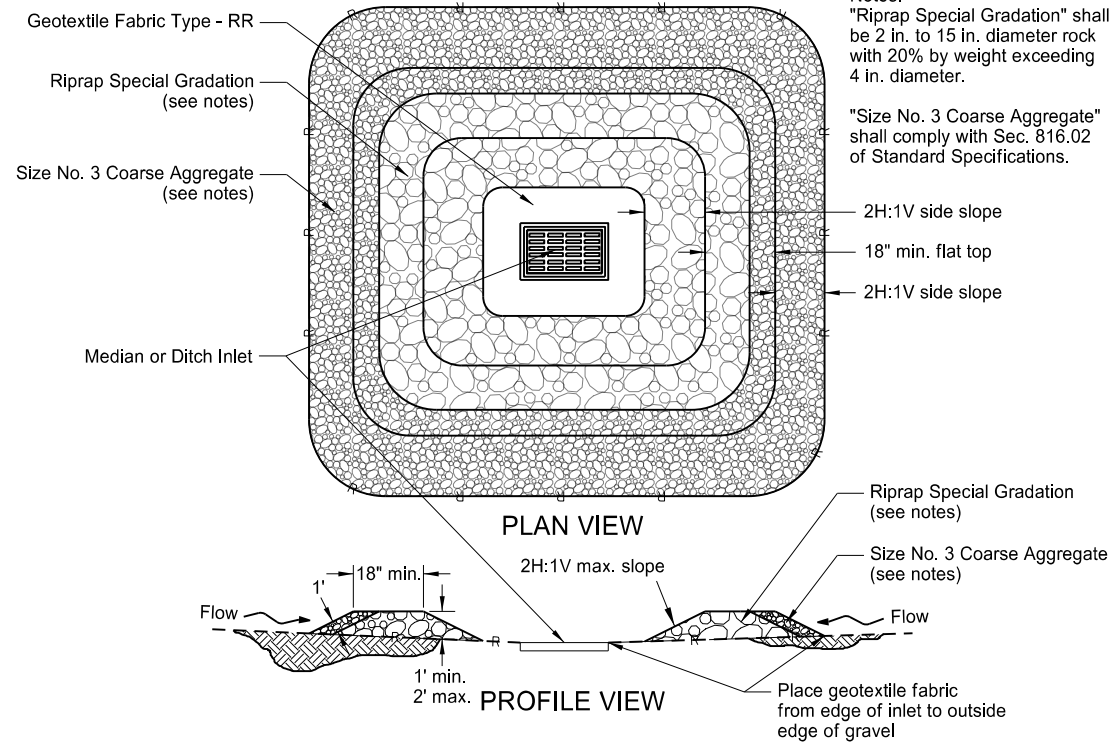 Geotextile Fabric Type - RR
Riprap Special Gradation
(see notes)
Size No. 3 Coarse Aggregate
(see notes)
Median or Ditch Inlet
Notes:
"Riprap Special Gradation" shall
be 2 in. to 15 in. diameter rock
with 20% by weight exceeding
4 in. diameter.
"Size No. 3 Coarse Aggregate"
shall comply with Sec. 816.02
of Standard Specifications.
2H:1V side slope
18" min. flat top
2H:1V side slope
PLAN VIEW
Riprap Special Gradation
(see notes)
Size No. 3 Coarse Aggregate
(see notes)
18" min.
1'
2H:1V max. slope
Flow
Flow
R
R
R
1' min.
2' max.
PROFILE VIEW
Place geotextile fabric
from edge of inlet to outside
edge of gravel